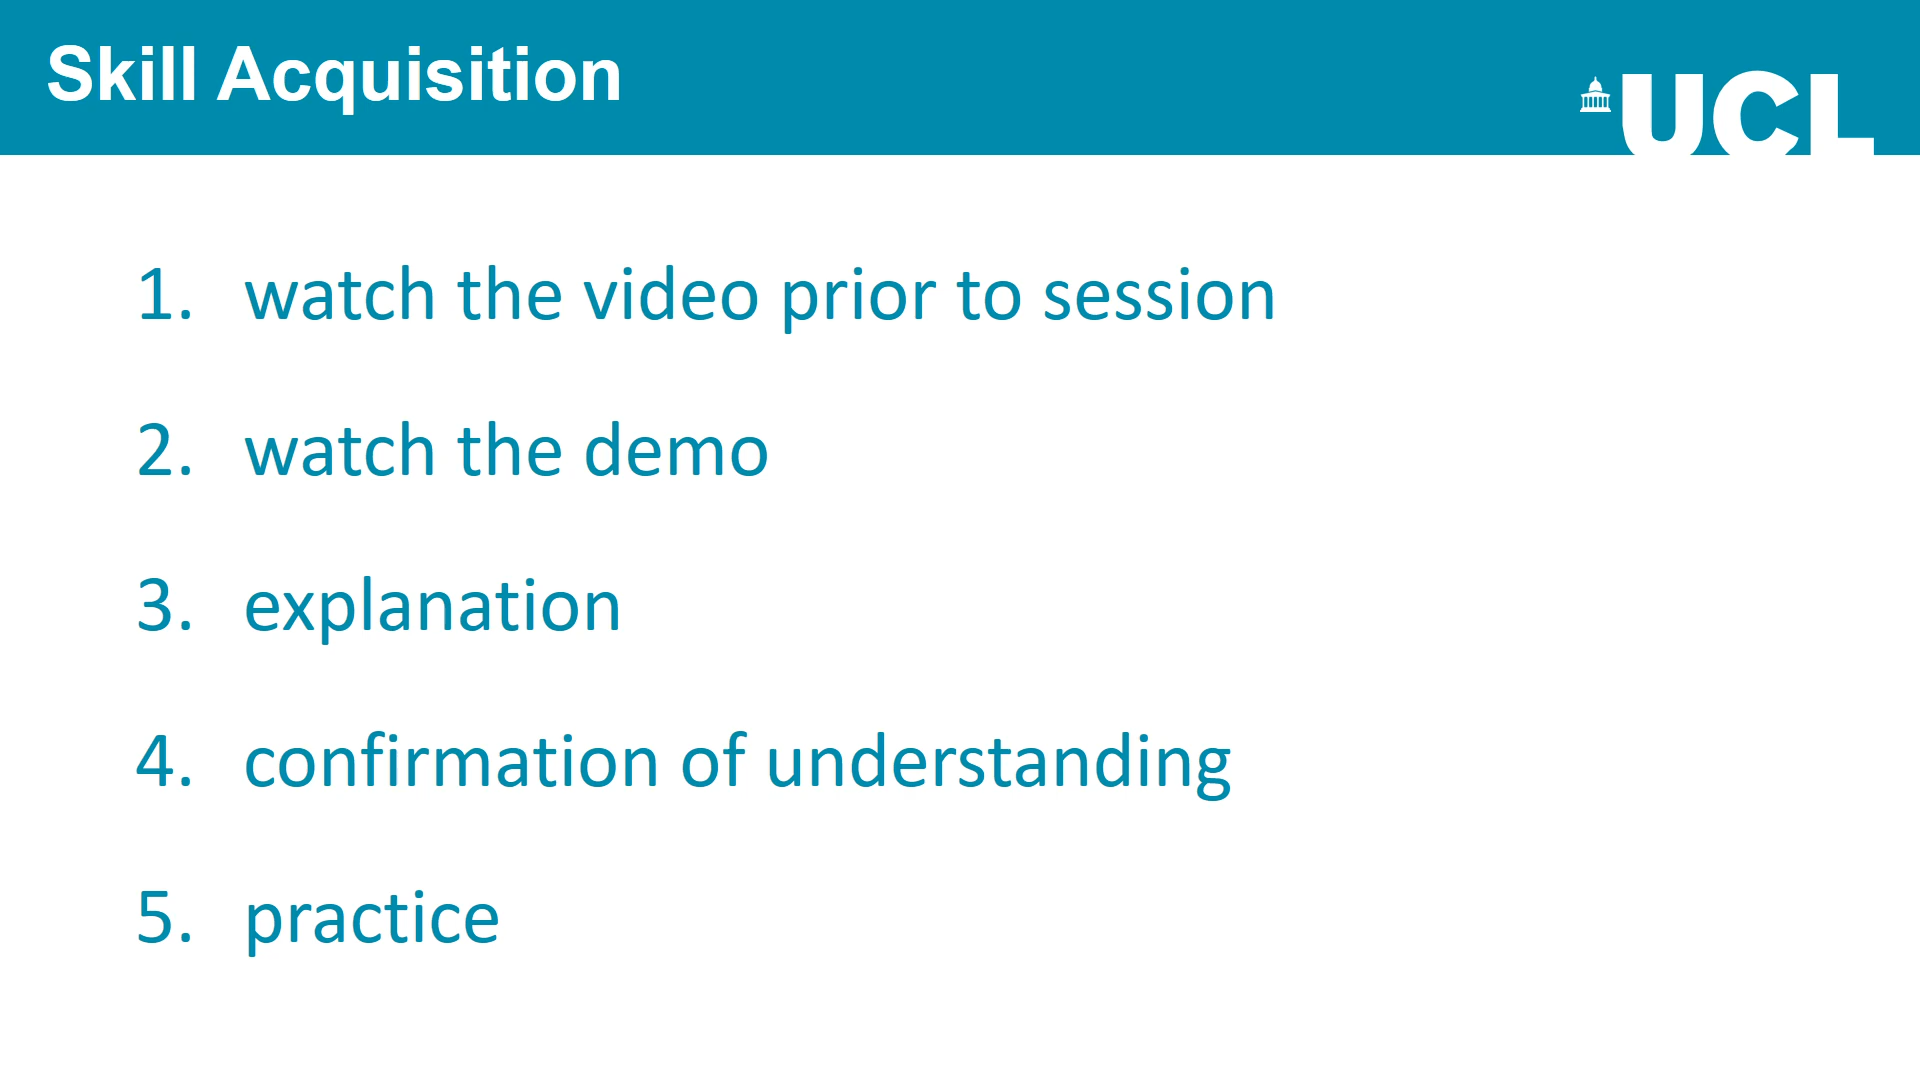 Skill Acquisition
UCL
1. watch the video prior to session
2. watch the demo
3. explanation
4. confirmation of understanding
5. practice